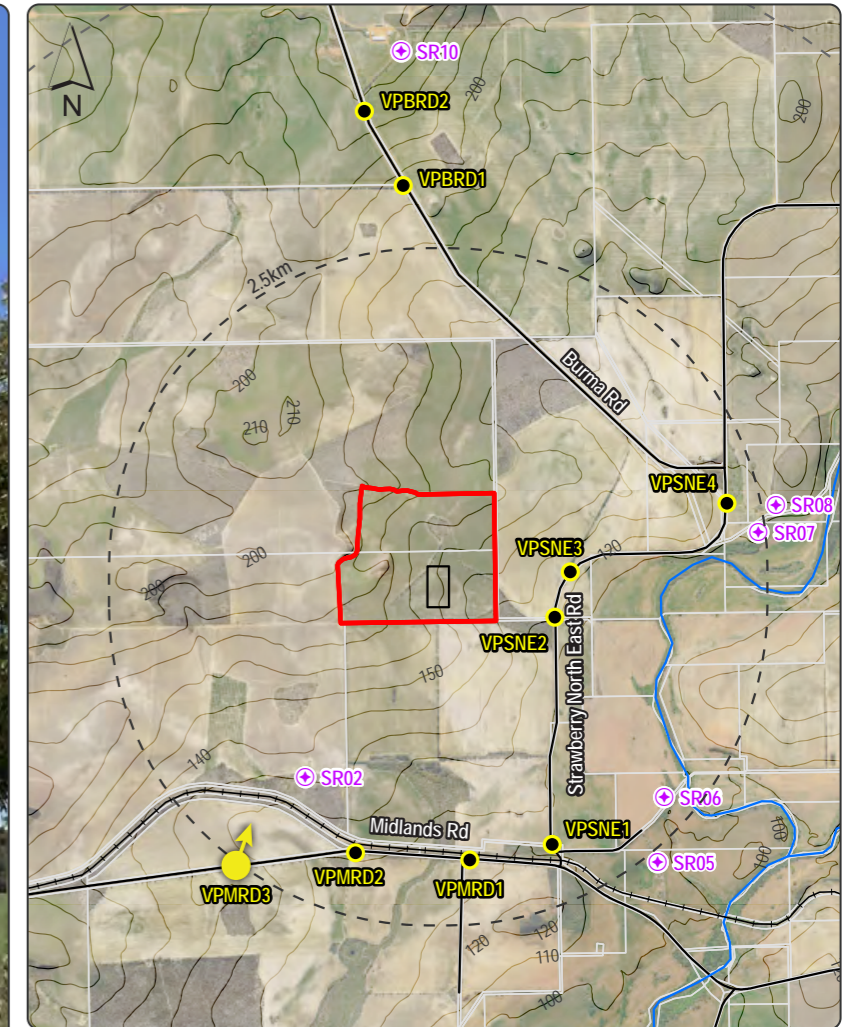 SR10
200
VPBRD2
200
N
VPBRD1
2.5km
Burma Rd
200
210
210
VPSNE4
SR08
SR07
VPSNE3
120
200
200
VPSNE2
Strawberry North East Rd
150
140
SR02
SR06
Midlands Rd
VPSNE1
100
100
SR05
VPMRD3
VPMRD2
VPMRD1
120
120
110
100